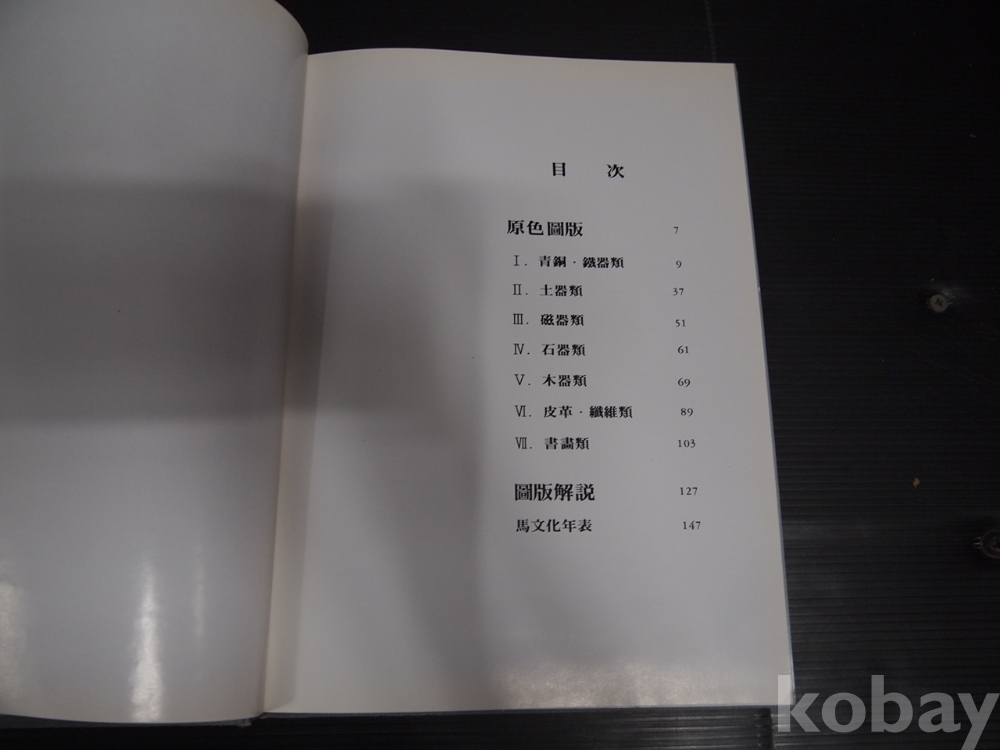 目 次
原色圖版 7
Ⅰ. 青銅·鐵器類 9
Ⅱ. 土器類 37
Ⅲ. 磁器類 51
Ⅳ. 石器類 61
Ⅴ. 木器類 69
Ⅵ. 皮革·纖維類 89
Ⅶ. 書畵類 103
圖版解説 127
馬文化年表 147
kobay